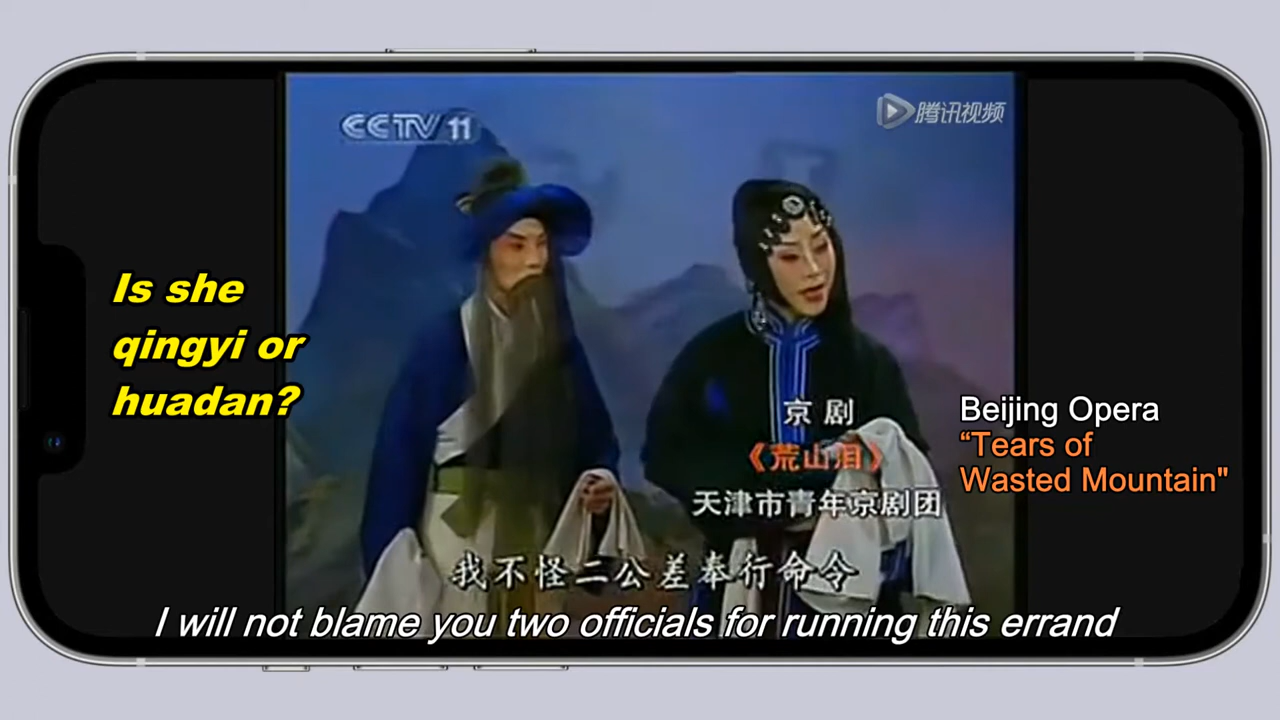 CCTV 11
腾讯视频
Is she
qingyi or
huadan?
京剧
《荒山泪》
天津市青年京剧团
Beijing Opera
“Tears of
Wasted Mountain"
我不怪二公差奉行命令
I will not blame you two officials for running this errand